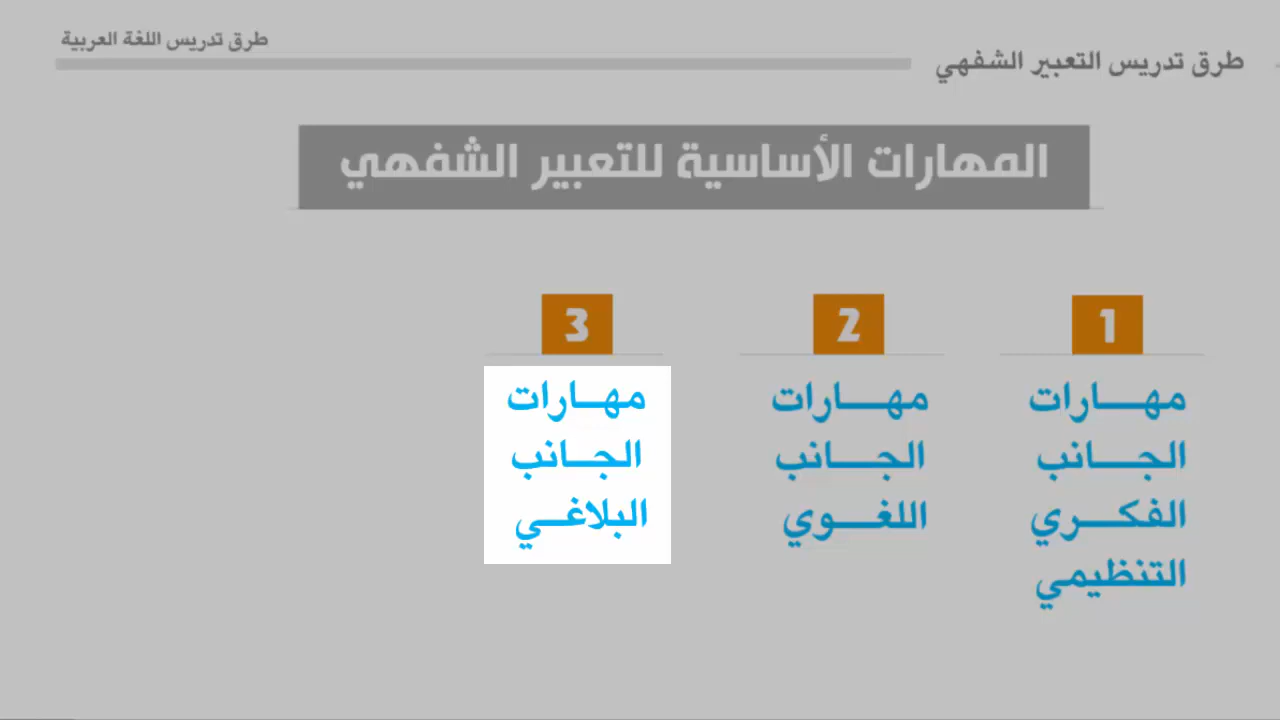 طرق تدريس اللغة العربية
طرق تدريس التعبير الشفهي
المهارات الأساسية للتعبير الشفهي
1
مهارات
الجانب
الفكري
التنظيمي
2
مهارات
الجانب
اللغوي
3
مهارات
الجانب
البلاغي